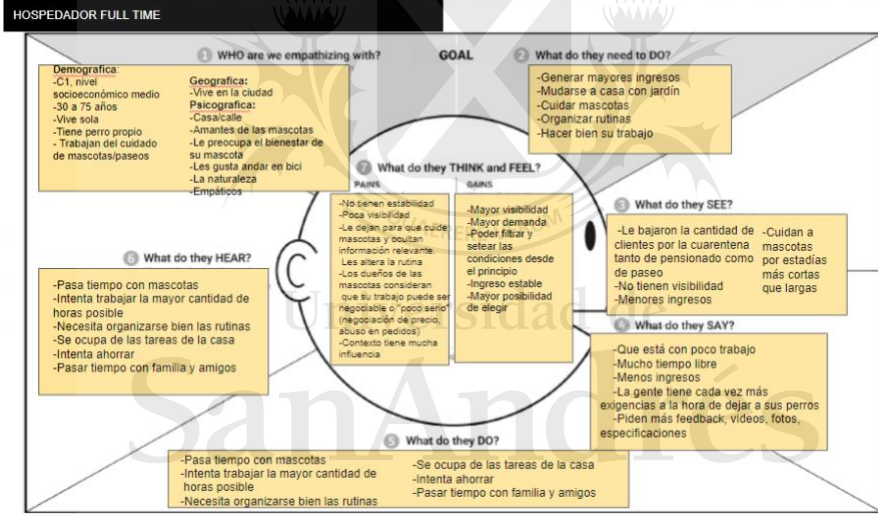 HOSPEDADOR FULL TIME
1 WHO are we empathizing with?
Demografica:
-C1, nivel
socioeconómico medio
-30 a 75 años
-Vive sola
-Tiene perro propio
- Trabajan del cuidado
de mascotas/paseos
Geografica:
-Vive en la ciudad
Psicografica:
-Casa/calle
-Amantes de las mascotas
-Le preocupa el bienestar de
su mascota
-Les gusta andar en bici
-La naturaleza
-Empáticos
GOAL
2 What do they need to DO?
-Generar mayores ingresos
-Mudarse a casa con jardín
-Cuidar mascotas
-Organizar rutinas
-Hacer bien su trabajo
7 What do they THINK and FEEL?
PAINS
-No tienen estabilidad
-Poca visibilidad
-Le dejan para que cuide
mascotas y ocultan
información relevante.
Les altera la rutina
-Los dueños de las
mascotas consideran
que su trabajo puede ser
negociable o "poco serio"
(negociación de precio,
abuso en pedidos)
-Contexto tiene mucha
influencia
GAINS
-Mayor visibilidad
-Mayor demanda
-Poder filtrar y
setear las
condiciones desde
el principio
-Ingreso estable
-Mayor posibilidad
de elegir
3 What do they SEE?
-Le bajaron la cantidad de
clientes por la cuarentena
tanto de pensionado como
de paseo
-No tienen visibilidad
-Menores ingresos
-Cuidan a
mascotas
por estadías
más cortas
que largas
4 What do they SAY?
-Que está con poco trabajo
-Mucho tiempo libre
-Menos ingresos
-La gente tiene cada vez más
exigencias a la hora de dejar a sus perros
-Piden más feedback, videos, fotos,
especificaciones
6 What do they HEAR?
-Pasa tiempo con mascotas
-Intenta trabajar la mayor cantidad de
horas posible
-Necesita organizarse bien las rutinas
-Se ocupa de las tareas de la casa
-Intenta ahorrar
-Pasar tiempo con familia y amigos
5 What do they DO?
-Pasa tiempo con mascotas
-Intenta trabajar la mayor cantidad de
horas posible
-Necesita organizarse bien las rutinas
-Se ocupa de las tareas de la casa
-Intenta ahorrar
-Pasar tiempo con familia y amigos
Universidad de
SanAndrés